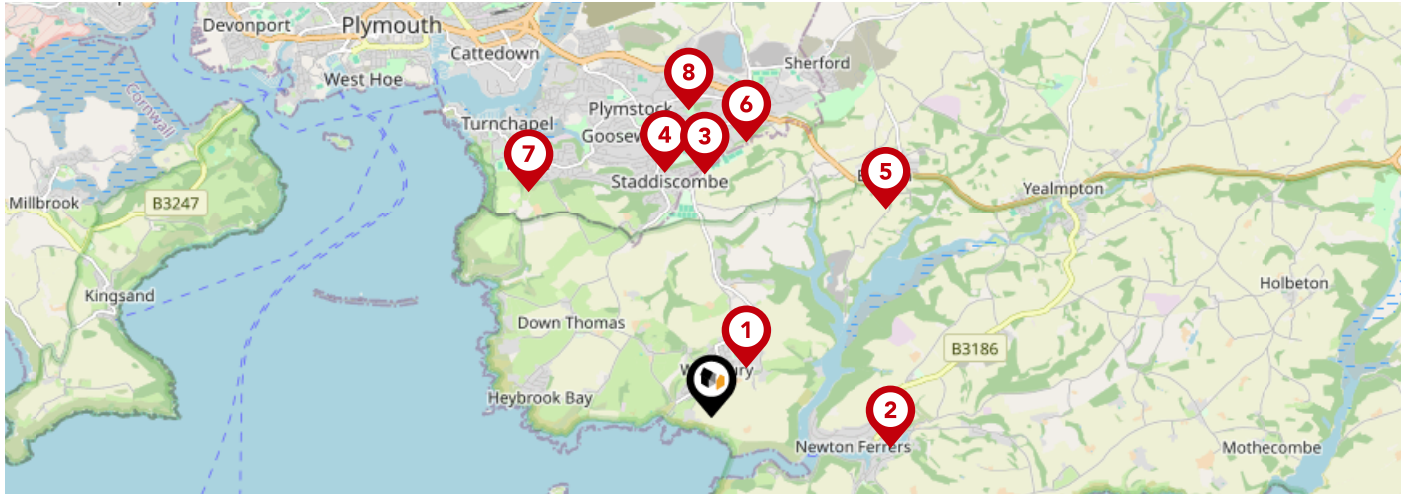 Devonport
Plymouth
Cattedown
West Hoe
Sherford
8
Cornwall
Plymstock
6
Turnchapel
4
3
7
5
Staddiscombe
Yealmpton
Millbrook
B3247
Kingsand
Holbeton
Down Thomas
1
B3186
Heybrook Bay
2
Newton Ferrers
Mothecombe